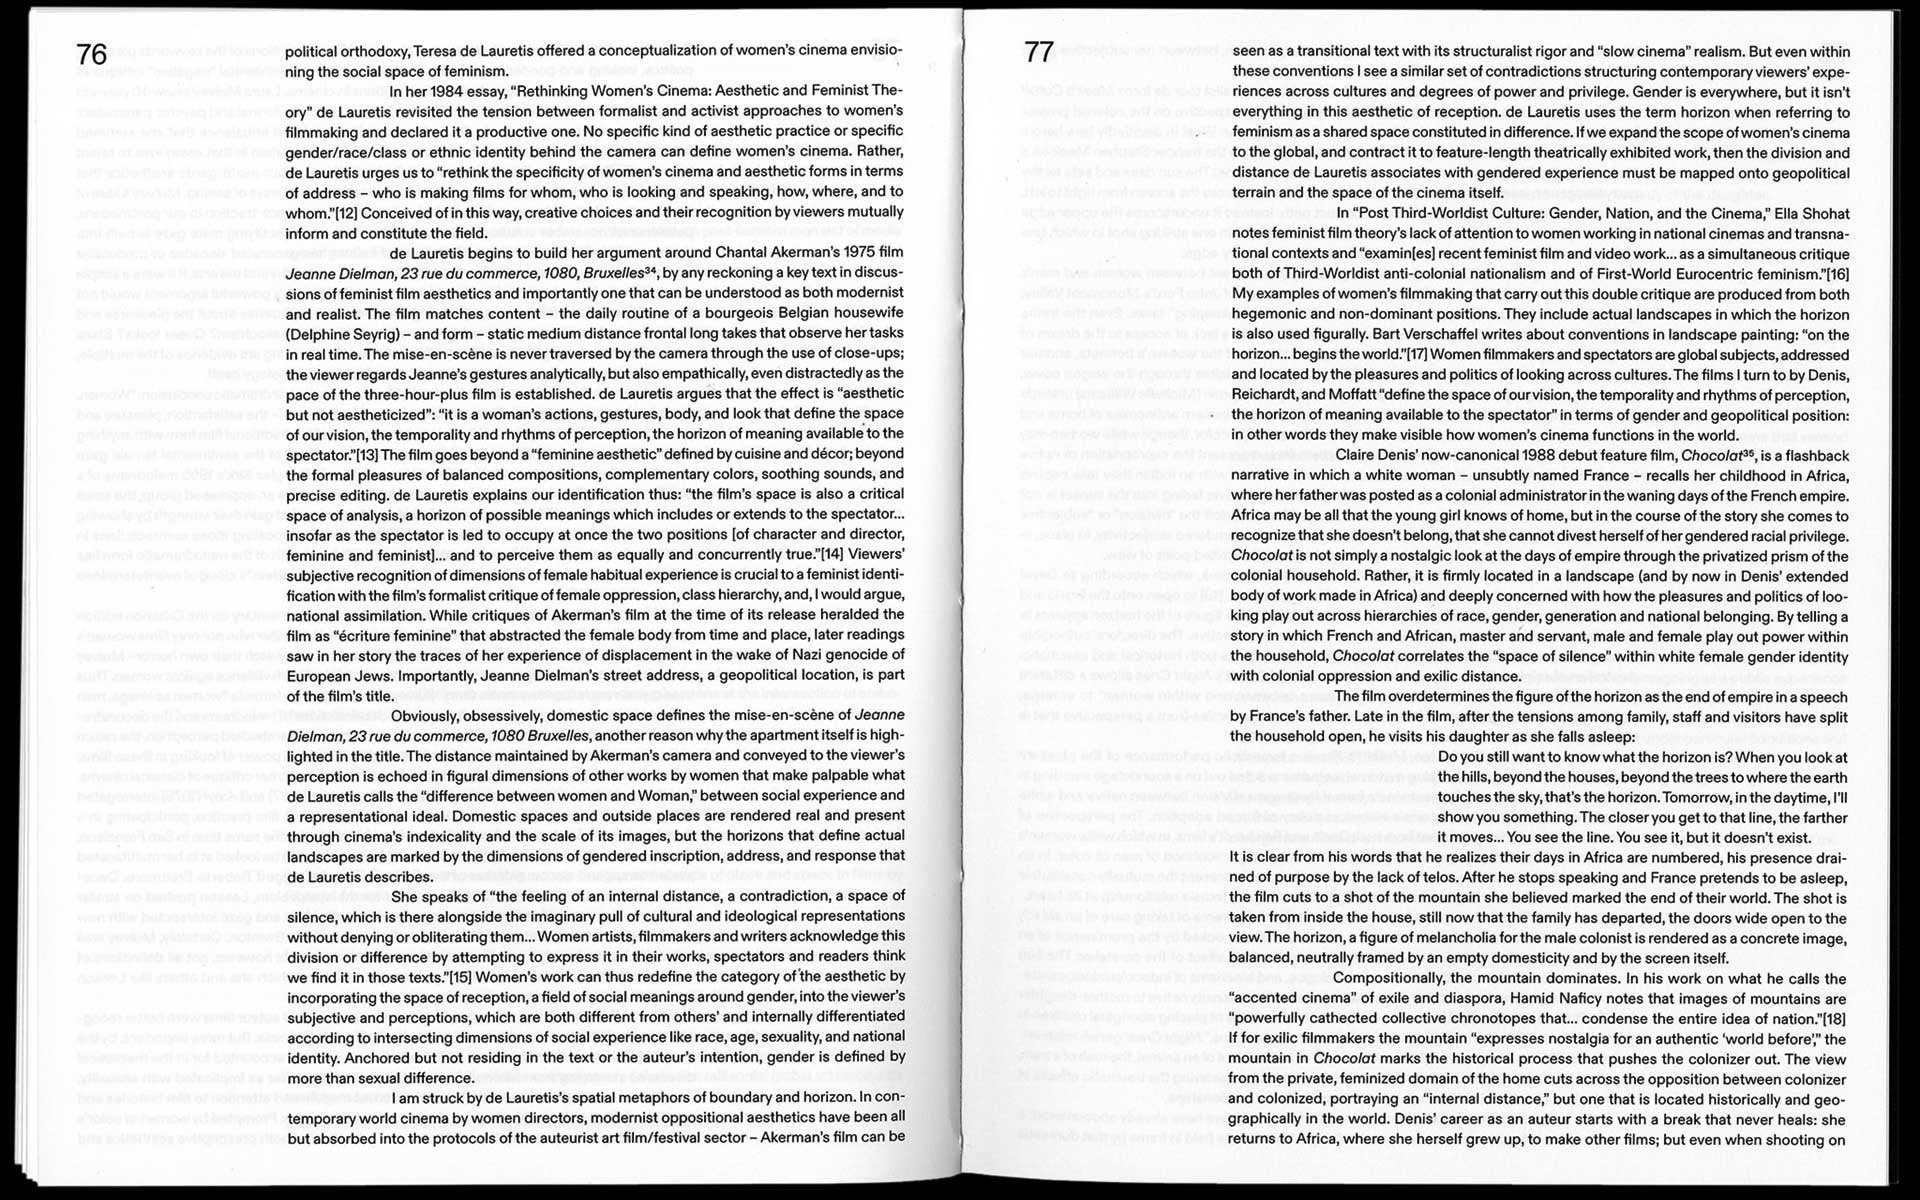 76
political orthodoxy, Teresa de Lauretis offered a conceptualization of women's cinema envisio-
ning the social space of feminism.
In her 1984 essay, “Rethinking Women's Cinema: Aesthetic and Feminist The-
ory” de Lauretis revisited the tension between formalist and activist approaches to women's
filmmaking and declared it a productive one. No specific kind of aesthetic practice or specific
gender/race/class or ethnic identity behind the camera can define women's cinema. Rather,
de Lauretis urges us to “rethink the specificity of women's cinema and aesthetic forms in terms
of address – who is making films for whom, who is looking and speaking, how, where, and to
whom.”[12] Conceived of in this way, creative choices and their recognition by viewers mutually
inform and constitute the field.
de Lauretis begins to build her argument around Chantal Akerman's 1975 film
Jeanne Dielman, 23 rue du commerce, 1080, Bruxelles³⁴, by any reckoning a key text in discus-
sions of feminist film aesthetics and importantly one that can be understood as both modernist
and realist. The film matches content – the daily routine of a bourgeois Belgian housewife
(Delphine Seyrig) – and form – static medium distance frontal long takes that observe her tasks
in real time. The mise-en-scène is never traversed by the camera through the use of close-ups;
the viewer regards Jeanne's gestures analytically, but also empathically, even distractedly as the
pace of the three-hour-plus film is established. de Lauretis argues that the effect is “aesthetic
but not aestheticized”: “it is a woman's actions, gestures, body, and look that define the space
of our vision, the temporality and rhythms of perception, the horizon of meaning available to the
spectator.”[13] The film goes beyond a “feminine aesthetic” defined by cuisine and décor; beyond
the formal pleasures of balanced compositions, complementary colors, soothing sounds, and
precise editing. de Lauretis explains our identification thus: “the film's space is also a critical
space of analysis, a horizon of possible meanings which includes or extends to the spectator...
insofar as the spectator is led to occupy at once the two positions [of character and director,
feminine and feminist]... and to perceive them as equally and concurrently true.”[14] Viewers'
subjective recognition of dimensions of female habitual experience is crucial to a feminist identi-
fication with the film's formalist critique of female oppression, class hierarchy, and, I would argue,
national assimilation. While critiques of Akerman's film at the time of its release heralded the
film as “écriture feminine” that abstracted the female body from time and place, later readings
saw in her story the traces of her experience of displacement in the wake of Nazi genocide of
European Jews. Importantly, Jeanne Dielman's street address, a geopolitical location, is part
of the film's title.
Obviously, obsessively, domestic space defines the mise-en-scène of Jeanne
Dielman, 23 rue du commerce, 1080 Bruxelles, another reason why the apartment itself is high-
lighted in the title. The distance maintained by Akerman's camera and conveyed to the viewer's
perception is echoed in figural dimensions of other works by women that make palpable what
de Lauretis calls the “difference between women and Woman,” between social experience and
a representational ideal. Domestic spaces and outside places are rendered real and present
through cinema's indexicality and the scale of its images, but the horizons that define actual
landscapes are marked by the dimensions of gendered inscription, address, and response that
de Lauretis describes.
She speaks of “the feeling of an internal distance, a contradiction, a space of
silence, which is there alongside the imaginary pull of cultural and ideological representations
without denying or obliterating them... Women artists, filmmakers and writers acknowledge this
division or difference by attempting to express it in their works, spectators and readers think
we find it in those texts.”[15] Women's work can thus redefine the category of the aesthetic by
incorporating the space of reception, a field of social meanings around gender, into the viewer's
subjective and perceptions, which are both different from others' and internally differentiated
according to intersecting dimensions of social experience like race, age, sexuality, and national
identity. Anchored but not residing in the text or the auteur's intention, gender is defined by
more than sexual difference.
I am struck by de Lauretis's spatial metaphors of boundary and horizon. In con-
temporary world cinema by women directors, modernist oppositional aesthetics have been all
but absorbed into the protocols of the auteurist art film/festival sector – Akerman's film can be
77
seen as a transitional text with its structuralist rigor and “slow cinema” realism. But even within
these conventions I see a similar set of contradictions structuring contemporary viewers' expe-
riences across cultures and degrees of power and privilege. Gender is everywhere, but it isn't
everything in this aesthetic of reception. de Lauretis uses the term horizon when referring to
feminism as a shared space constituted in difference. If we expand the scope of women's cinema
to the global, and contract it to feature-length theatrically exhibited work, then the division and
distance de Lauretis associates with gendered experience must be mapped onto geopolitical
terrain and the space of the cinema itself.
In “Post Third-Worldist Culture: Gender, Nation, and the Cinema,” Ella Shohat
notes feminist film theory's lack of attention to women working in national cinemas and transna-
tional contexts and “examin[es] recent feminist film and video work... as a simultaneous critique
both of Third-Worldist anti-colonial nationalism and of First-World Eurocentric feminism.”[16]
My examples of women's filmmaking that carry out this double critique are produced from both
hegemonic and non-dominant positions. They include actual landscapes in which the horizon
is also used figurally. Bart Verschaffel writes about conventions in landscape painting: “on the
horizon... begins the world.”[17] Women filmmakers and spectators are global subjects, addressed
and located by the pleasures and politics of looking across cultures. The films I turn to by Denis,
Reichardt, and Moffatt “define the space of our vision, the temporality and rhythms of perception,
the horizon of meaning available to the spectator” in terms of gender and geopolitical position:
in other words they make visible how women's cinema functions in the world.
Claire Denis' now-canonical 1988 debut feature film, Chocolat³⁵, is a flashback
narrative in which a white woman – unsubtly named France – recalls her childhood in Africa,
where her father was posted as a colonial administrator in the waning days of the French empire.
Africa may be all that the young girl knows of home, but in the course of the story she comes to
recognize that she doesn't belong, that she cannot divest herself of her gendered racial privilege.
Chocolat is not simply a nostalgic look at the days of empire through the privatized prism of the
colonial household. Rather, it is firmly located in a landscape (and by now in Denis' extended
body of work made in Africa) and deeply concerned with how the pleasures and politics of loo-
king play out across hierarchies of race, gender, generation and national belonging. By telling a
story in which French and African, master and servant, male and female play out power within
the household, Chocolat correlates the “space of silence” within white female gender identity
with colonial oppression and exilic distance.
The film overdetermines the figure of the horizon as the end of empire in a speech
by France's father. Late in the film, after the tensions among family, staff and visitors have split
the household open, he visits his daughter as she falls asleep:
Do you still want to know what the horizon is? When you look at
the hills, beyond the houses, beyond the trees to where the earth
touches the sky, that's the horizon. Tomorrow, in the daytime, I'll
show you something. The closer you get to that line, the farther
it moves... You see the line. You see it, but it doesn't exist.
It is clear from his words that he realizes their days in Africa are numbered, his presence drai-
ned of purpose by the lack of telos. After he stops speaking and France pretends to be asleep,
the film cuts to a shot of the mountain she believed marked the end of their world. The shot is
taken from inside the house, still now that the family has departed, the doors wide open to the
view. The horizon, a figure of melancholia for the male colonist is rendered as a concrete image,
balanced, neutrally framed by an empty domesticity and by the screen itself.
Compositionally, the mountain dominates. In his work on what he calls the
“accented cinema” of exile and diaspora, Hamid Naficy notes that images of mountains are
“powerfully cathected collective chronotopes that... condense the entire idea of nation.”[18]
If for exilic filmmakers the mountain “expresses nostalgia for an authentic ‘world before’,” the
mountain in Chocolat marks the historical process that pushes the colonizer out. The view
from the private, feminized domain of the home cuts across the opposition between colonizer
and colonized, portraying an “internal distance,” but one that is located historically and geo-
graphically in the world. Denis' career as an auteur starts with a break that never heals: she
returns to Africa, where she herself grew up, to make other films; but even when shooting on